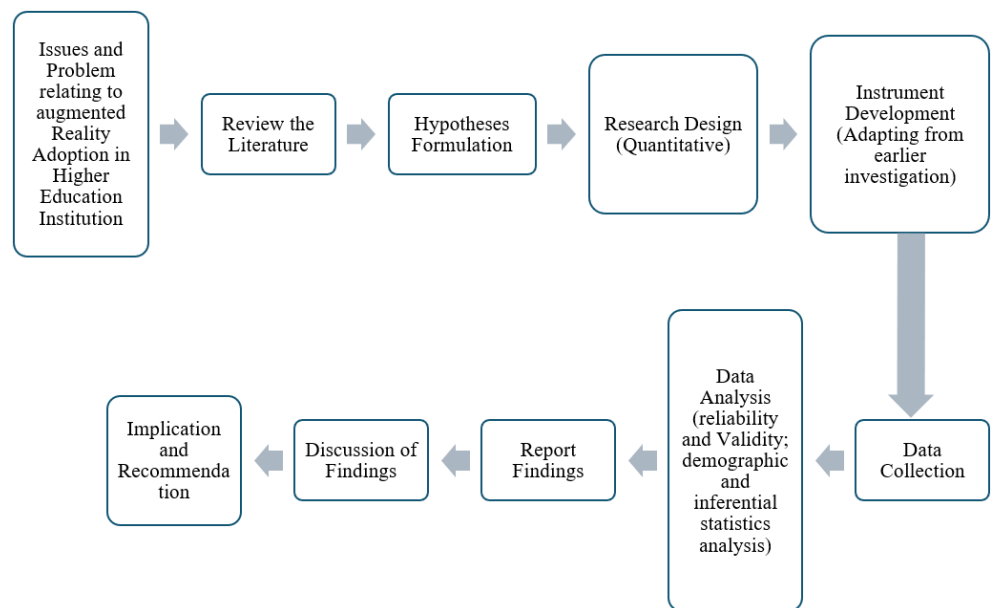 Issues and
Problem
relating to
augmented
Reality
Adoption in
Higher
Education
Institution
Review the
Literature
Hypotheses
Formulation
Research Design
(Quantitative)
Instrument
Development
(Adapting from
earlier
investigation)
Data
Collection
Data
Analysis
(reliability
and Validity;
demographic
and
inferential
statistics
analysis)
Report
Findings
Discussion of
Findings
Implication
and
Recommenda
tion